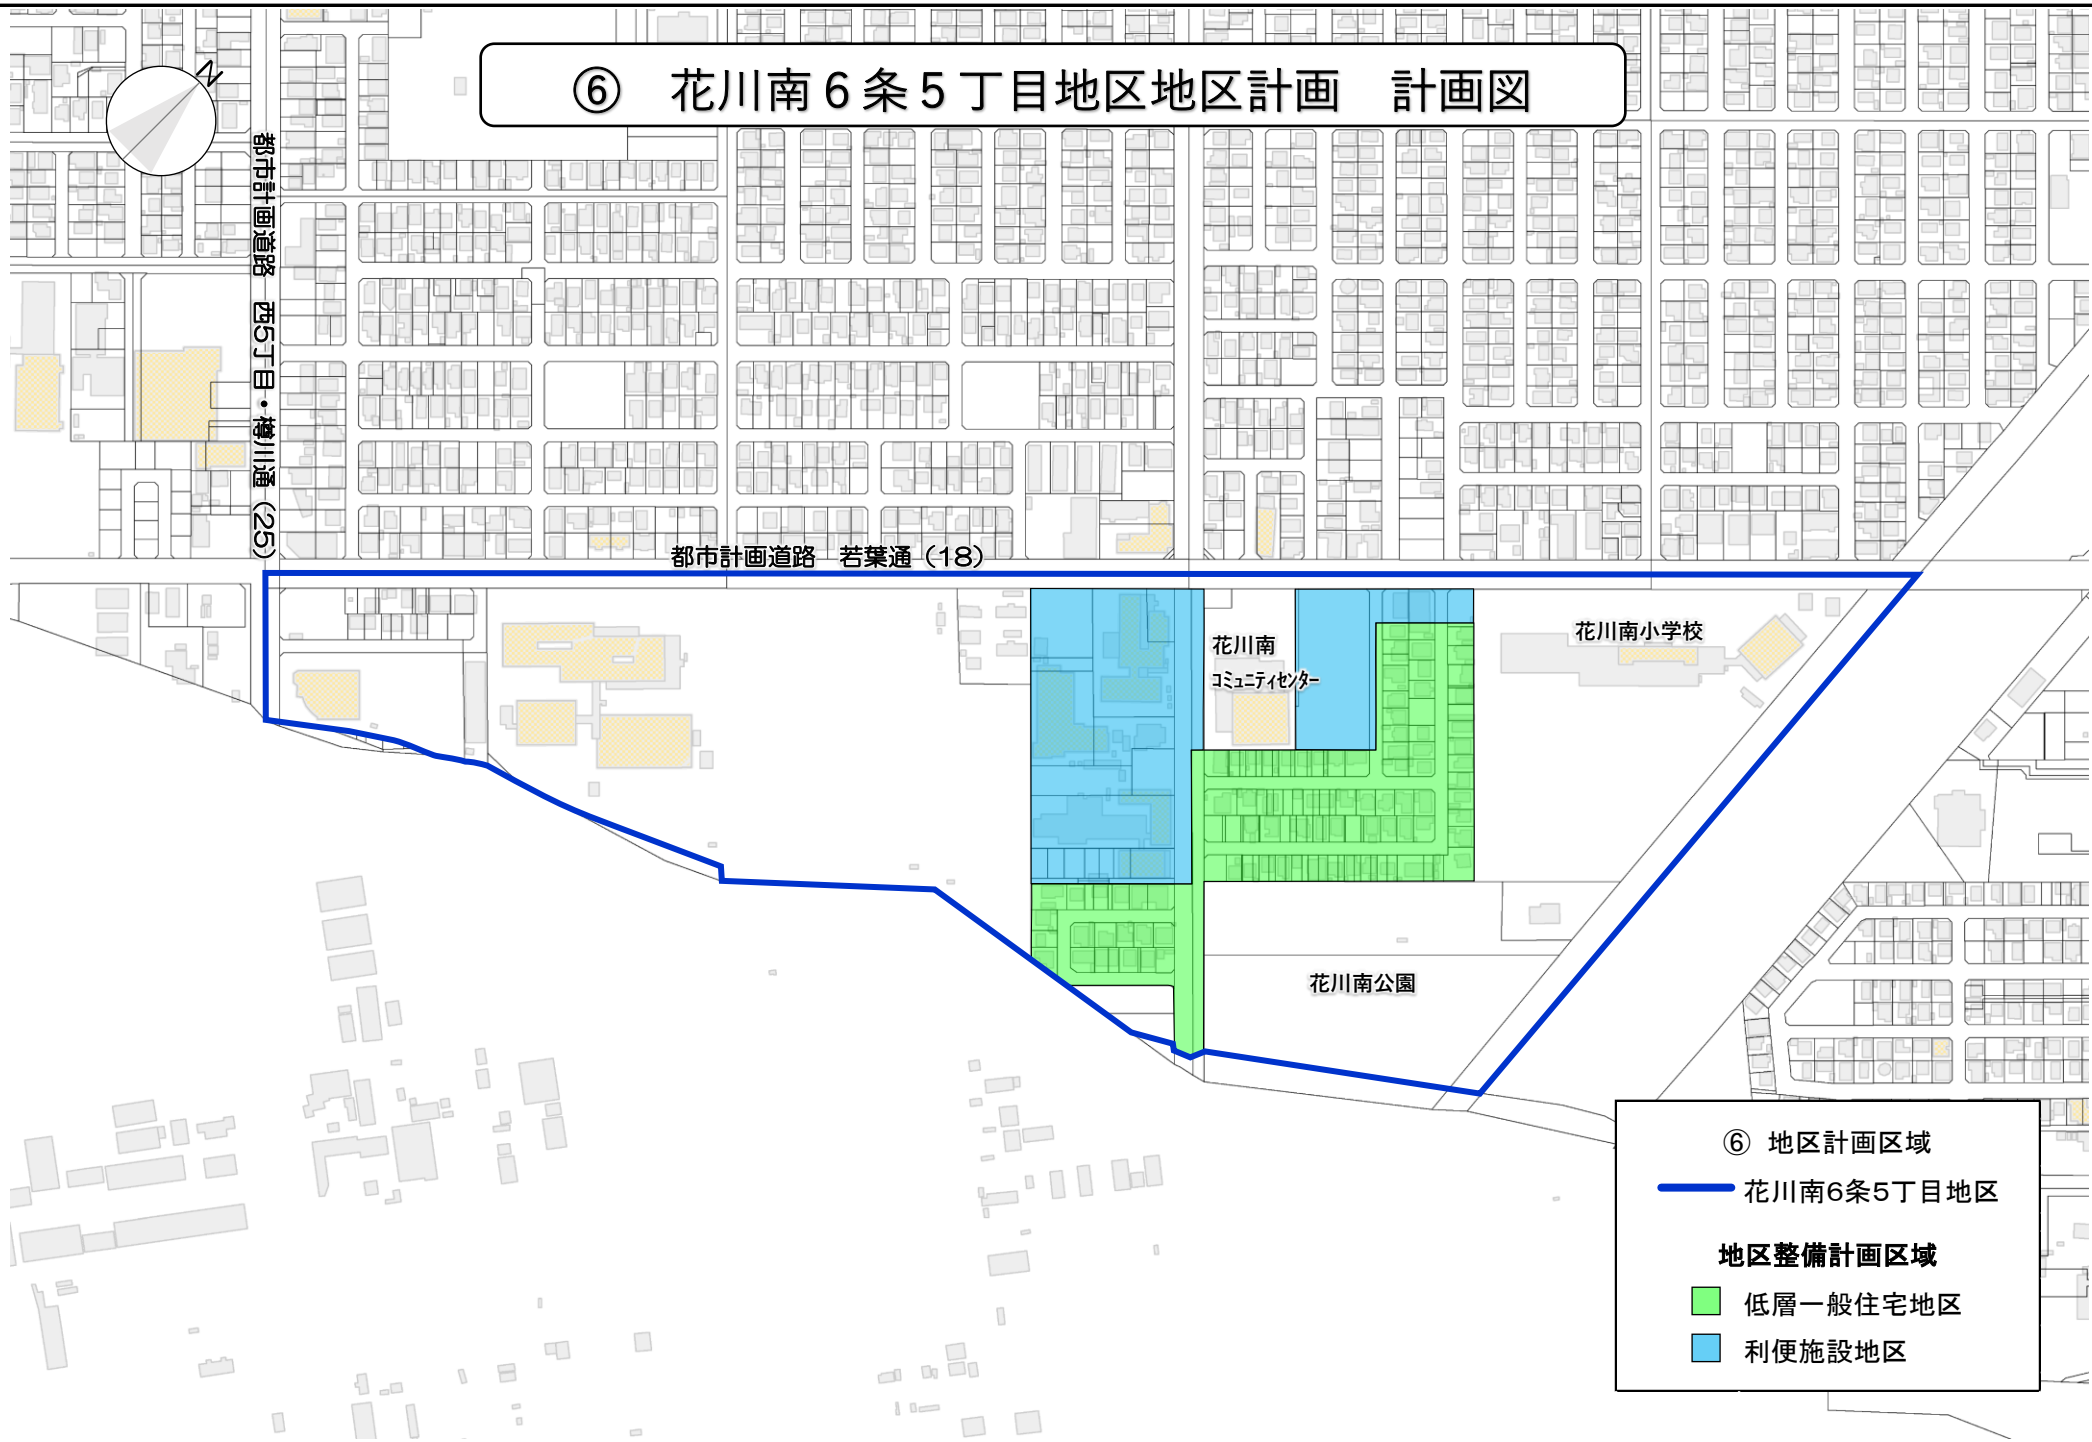 ⑥　花川南６条５丁目地区地区計画　計画図
N
都市計画道路　西5丁目・樽川通（25）
都市計画道路　若葉通（18）
花川南
コミュニティセンター
花川南小学校
花川南公園
⑥ 地区計画区域
花川南6条5丁目地区
地区整備計画区域
低層一般住宅地区
利便施設地区